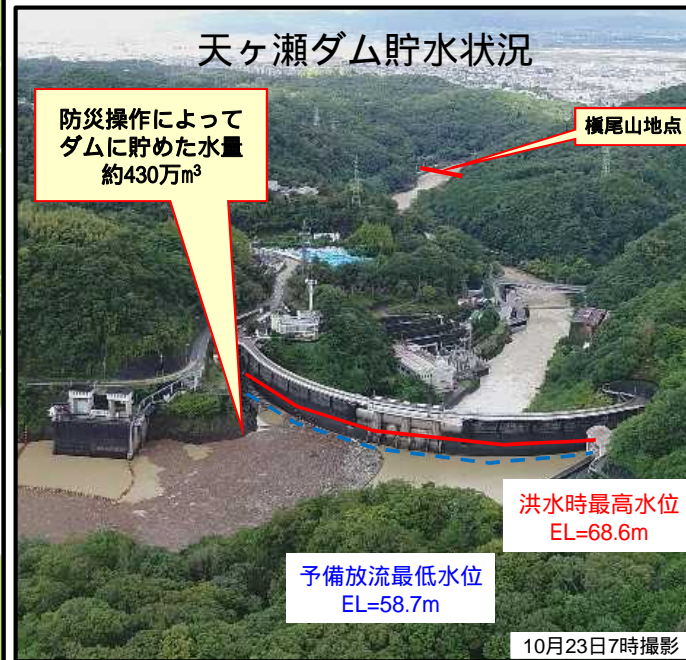 天ヶ瀬ダム貯水状況
防災操作によって
ダムに貯めた水量
約430万m³
槇尾山地点
洪水時最高水位
EL=68.6m
予備放流最低水位
EL=58.7m
10月23日7時撮影